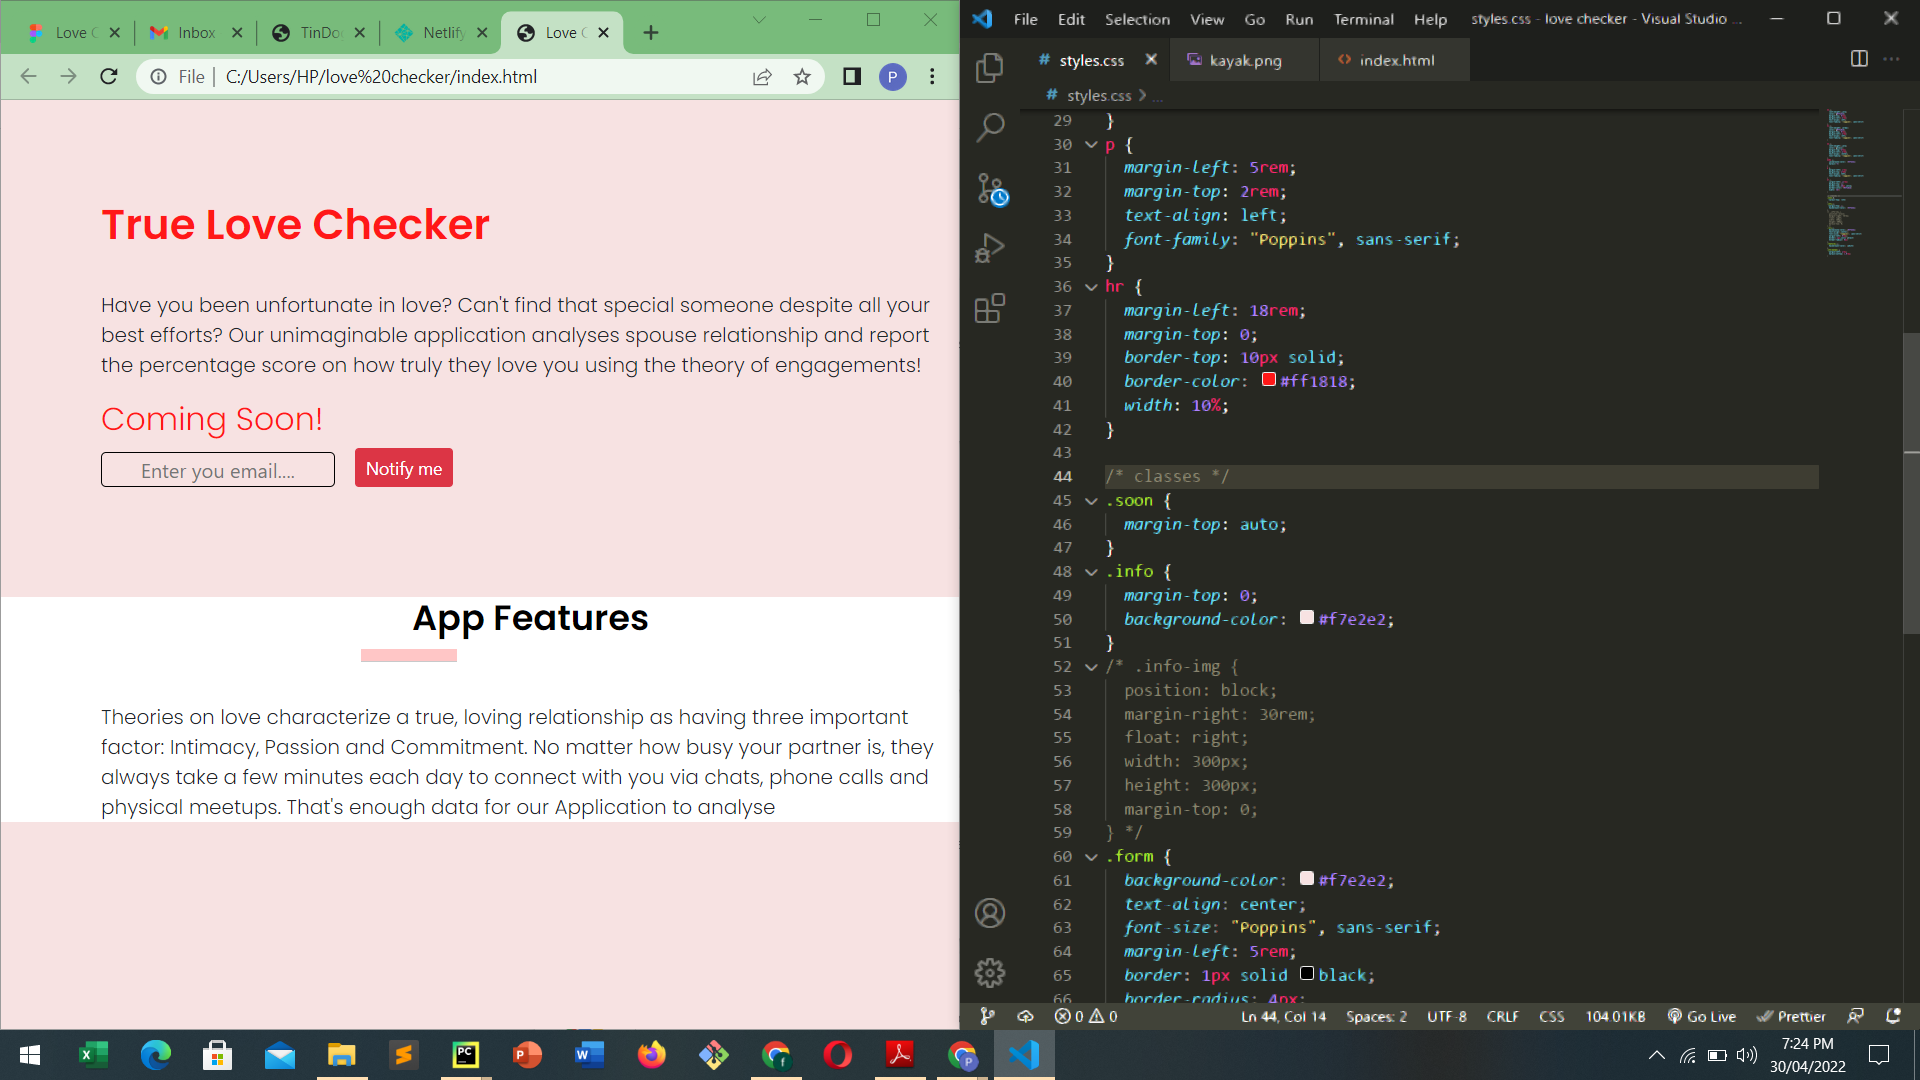 Love C
Inbox
TinDo
Netlify
Love C
File
C:/Users/HP/love%20checker/index.html
P
True Love Checker
Have you been unfortunate in love? Can't find that special someone despite all your
best efforts? Our unimaginable application analyses spouse relationship and report
the percentage score on how truly they love you using the theory of engagements!
Coming Soon!
Enter you email....
Notify me
App Features
Theories on love characterize a true, loving relationship as having three important
factor: Intimacy, Passion and Commitment. No matter how busy your partner is, they
always take a few minutes each day to connect with you via chats, phone calls and
physical meetups. That's enough data for our Application to analyse
File Edit Selection View Go Run Terminal Help styles.css - love checker - Visual Studio ...
# styles.css
kayak.png
<> index.html
# styles.css > ...
29 }
30 p {
31 margin-left: 5rem;
32 margin-top: 2rem;
33 text-align: left;
34 font-family: "Poppins", sans-serif;
35 }
36 hr {
37 margin-left: 18rem;
38 margin-top: 0;
39 border-top: 10px solid;
40 border-color: #ff1818;
41 width: 10%;
42 }
43
44 /* classes */
45 .soon {
46 margin-top: auto;
47 }
48 .info {
49 margin-top: 0;
50 background-color: #f7e2e2;
51 }
52 /* .info-img {
53 position: block;
54 margin-right: 30rem;
55 float: right;
56 width: 300px;
57 height: 300px;
58 margin-top: 0;
59 } */
60 .form {
61 background-color: #f7e2e2;
62 text-align: center;
63 font-size: "Poppins", sans-serif;
64 margin-left: 5rem;
65 border: 1px solid black;
66 border-radius: 4px;
0 0
Ln 44, Col 14 Spaces: 2 UTF-8 CRLF CSS 104.01KB Go Live Prettier
7:24 PM
30/04/2022